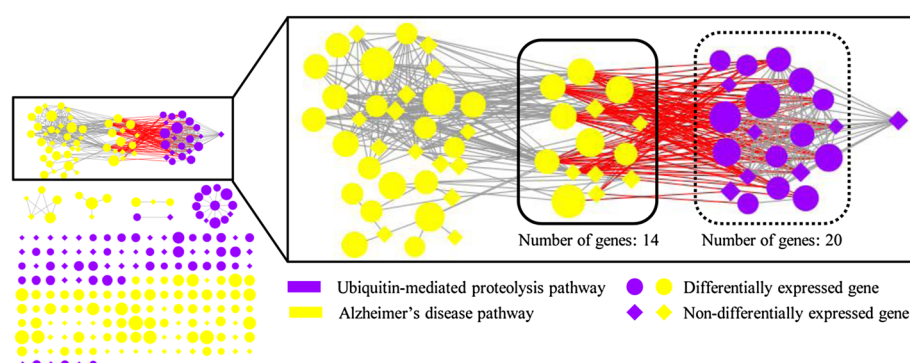 Number of genes: 14
Number of genes: 20
Ubiquitin-mediated proteolysis pathway
Differentially expressed gene
Alzheimer's disease pathway
Non-differentially expressed gene